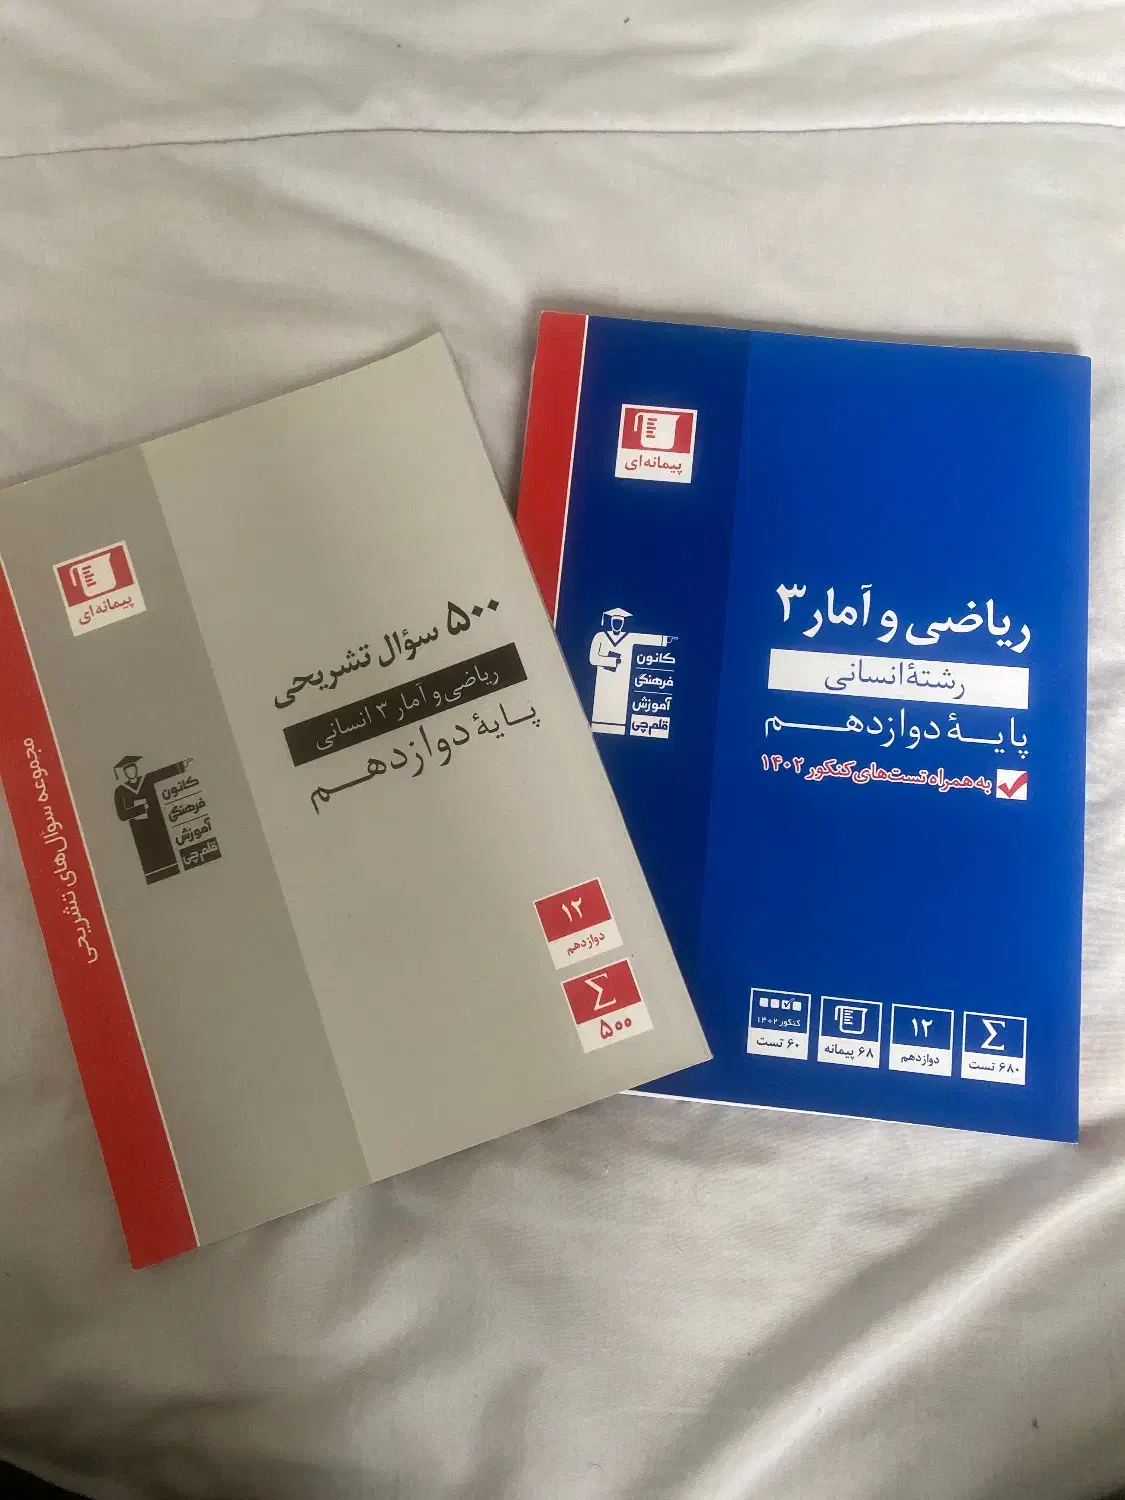 پیمانه‌ای
ریاضی و آمار ۳
رشتهٔ انسانی
پایهٔ دوازدهم
به همراه تست‌های کنکور ۱۴۰۲
کانون
فرهنگی
آموزش
قلم‌چی
Σ
۶۸۰ تست
۱۲
دوازدهم
۶۸ پیمانه
کنکور ۱۴۰۲
۶۰ تست
پیمانه‌ای
۵۰۰ سؤال تشریحی
ریاضی و آمار ۳ انسانی
پایهٔ دوازدهم
کانون
فرهنگی
آموزش
قلم‌چی
مجموعه سؤال‌های تشریحی
۱۲
دوازدهم
Σ
۵۰۰